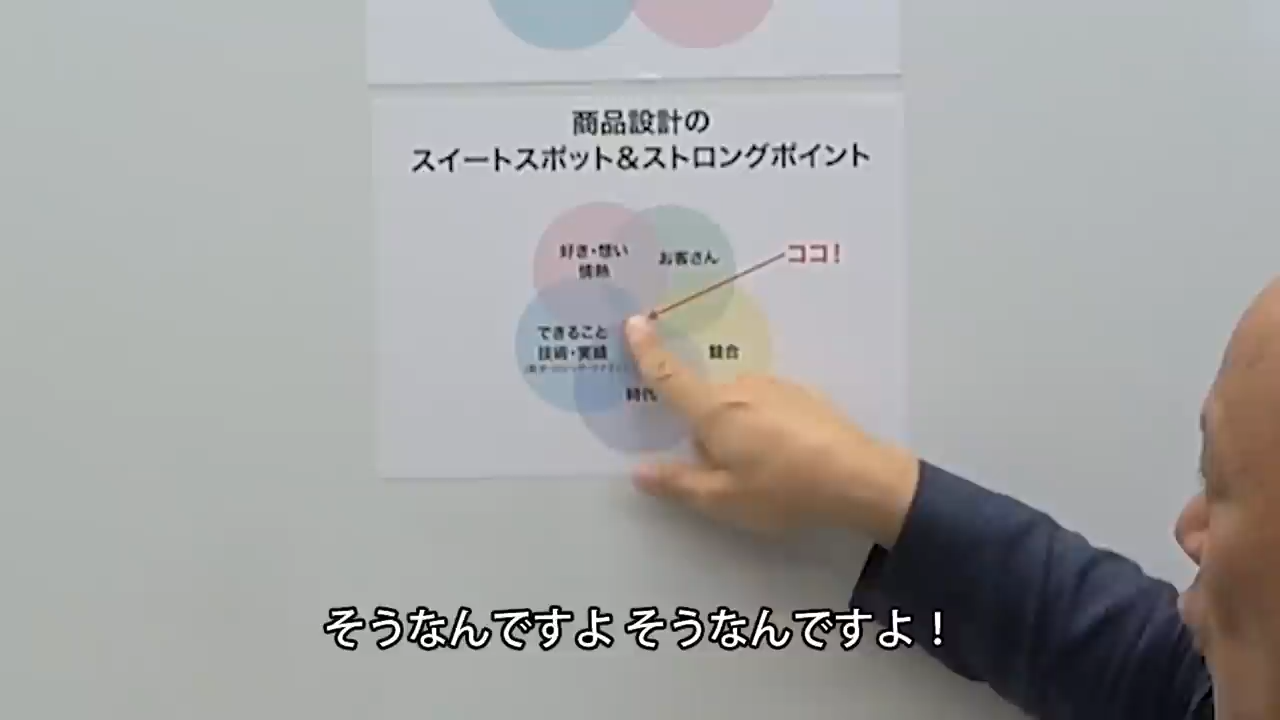 商品設計の
スイートスポット&ストロングポイント
好き・想い
情熱
お客さん
ココ！
できること
技術・実績
競合
時代
そうなんですよ そうなんですよ！